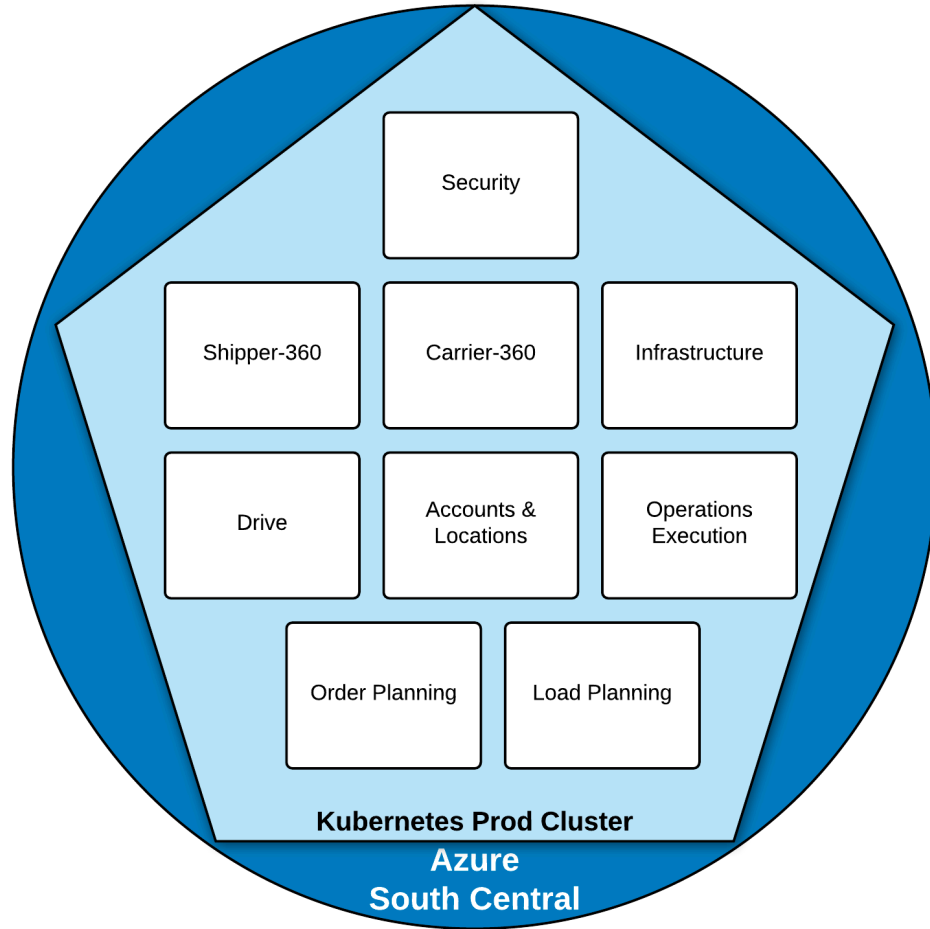 Security
Shipper-360
Carrier-360
Infrastructure
Drive
Accounts &
Locations
Operations
Execution
Order Planning
Load Planning
Kubernetes Prod Cluster
Azure
South Central